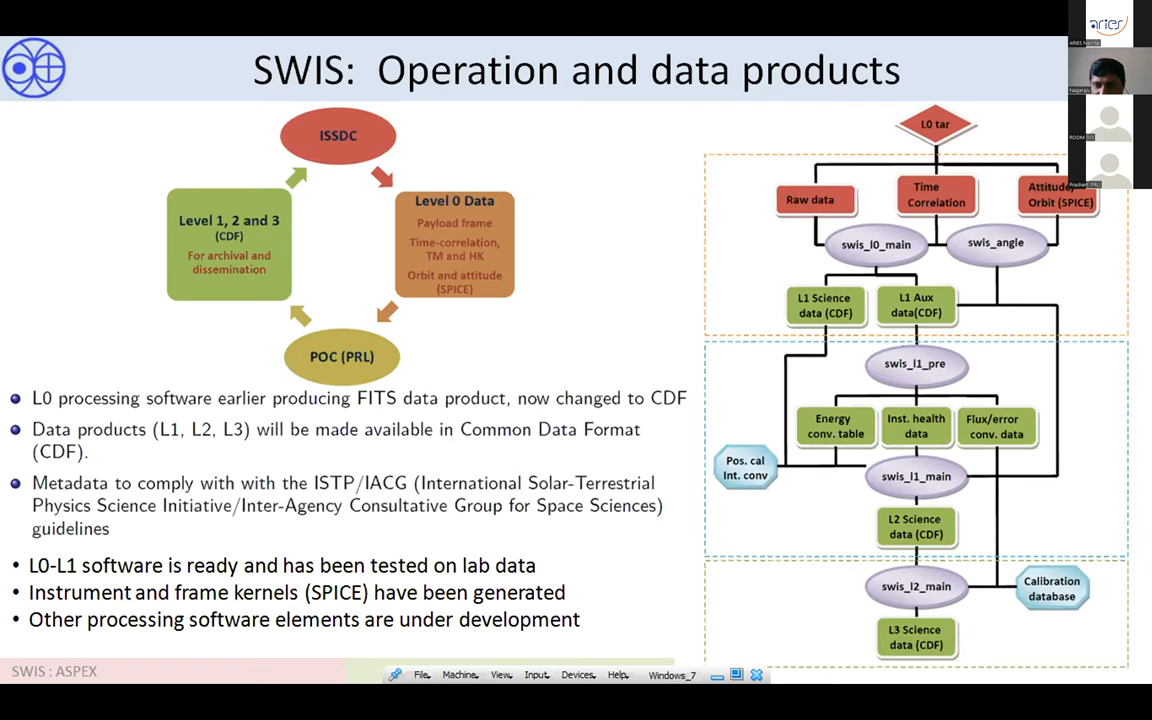 SWIS: Operation and data products
aries
ARIES
Nagaraju
ISSDC
Level 1, 2 and 3
(CDF)
For archival and
dissemination
Level 0 Data
Payload frame
Time-correlation,
TM and HK
Orbit and attitude
(SPICE)
POC (PRL)
L0 processing software earlier producing FITS data product, now changed to CDF
Data products (L1, L2, L3) will be made available in Common Data Format
(CDF).
Metadata to comply with with the ISTP/IACG (International Solar-Terrestrial
Physics Science Initiative/Inter-Agency Consultative Group for Space Sciences)
guidelines
• L0-L1 software is ready and has been tested on lab data
• Instrument and frame kernels (SPICE) have been generated
• Other processing software elements are under development
L0 tar
Raw data
Time
Correlation
Attitude,
Orbit (SPICE)
swis_l0_main
swis_angle
L1 Science
data (CDF)
L1 Aux
data(CDF)
swis_l1_pre
Energy
conv. table
Inst. health
data
Flux/error
conv. data
Pos. cal
Int. conv
swis_l1_main
L2 Science
data (CDF)
swis_l2_main
Calibration
database
L3 Science
data (CDF)
SWIS : ASPEX
File Machine View Input Devices Help Windows_7